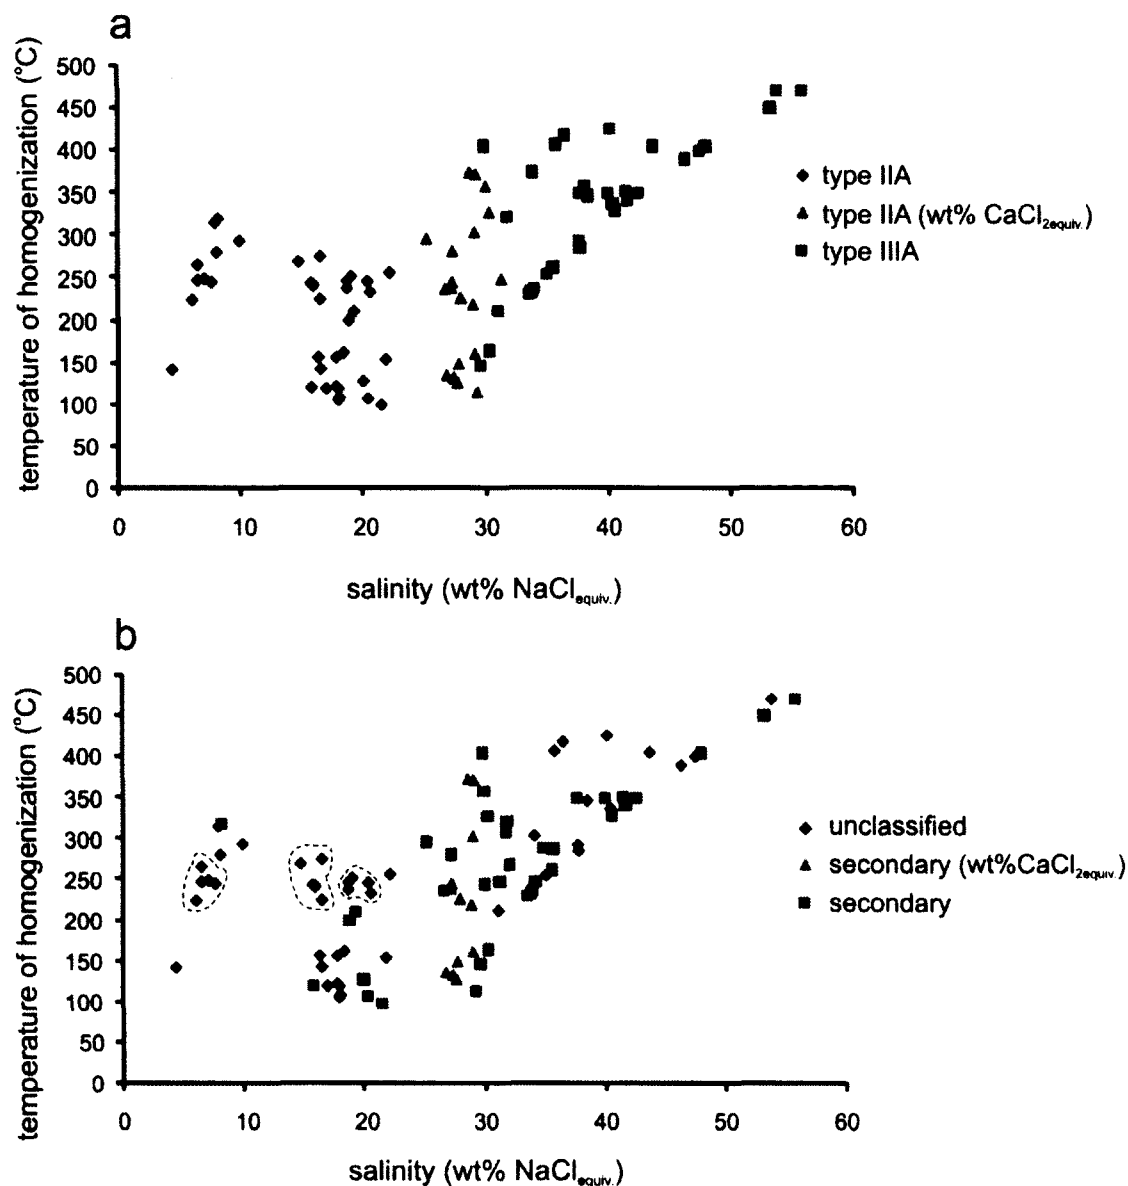 a
temperature of homogenization (°C)
500
450
400
350
300
250
200
150
100
50
0
0 10 20 30 40 50 60
salinity (wt% NaClequiv.)
type IIA
type IIA (wt% CaCl2equiv.)
type IIIA
b
temperature of homogenization (°C)
500
450
400
350
300
250
200
150
100
50
0
0 10 20 30 40 50 60
salinity (wt% NaClequiv.)
unclassified
secondary (wt%CaCl2equiv.)
secondary